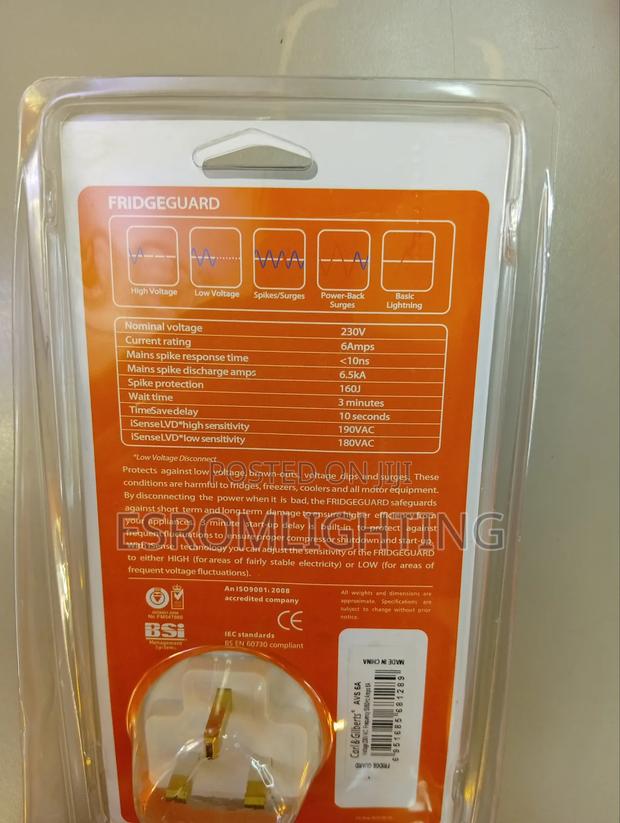 FRIDGEGUARD
High Voltage
Low Voltage
Spikes/Surges
Power-Back
Surges
Basic
Lightning
Nominal voltage 230V
Current rating 6Amps
Mains spike response time <10ns
Mains spike discharge amps 6.5kA
Spike protection 160J
Wait time 3 minutes
TimeSavedelay 10 seconds
iSenseLVD*high sensitivity 190VAC
iSenseLVD*low sensitivity 180VAC
*Low Voltage Disconnect
Protects against low voltage, brown-outs, voltage dips and surges. These
conditions are harmful to fridges, freezers, coolers and all motor equipment.
By disconnecting the power when it is bad, the FRIDGEGUARD safeguards
against short term and long term damage to ensure higher efficiency from
your appliances. A 3 minute start-up delay is built-in to protect against
frequent fluctuations to ensure proper compressor shutdown and start-up.
With iSense technology you can adjust the sensitivity of the FRIDGEGUARD
to either HIGH (for areas of fairly stable electricity) or LOW (for areas of
frequent voltage fluctuations).
POSTED ON JIJI
ESROMLIGHTING
An ISO9001: 2008
accredited company
All weights and dimensions are
approximate. Specifications are
subject to change without prior
notice.
CE
BSi
Management
Systems
IEC standards
BS EN 60730 compliant
MADE IN CHINA
Carl & Gilberts® AVS 6A
6 951685 681289
FRIDGE GUARD